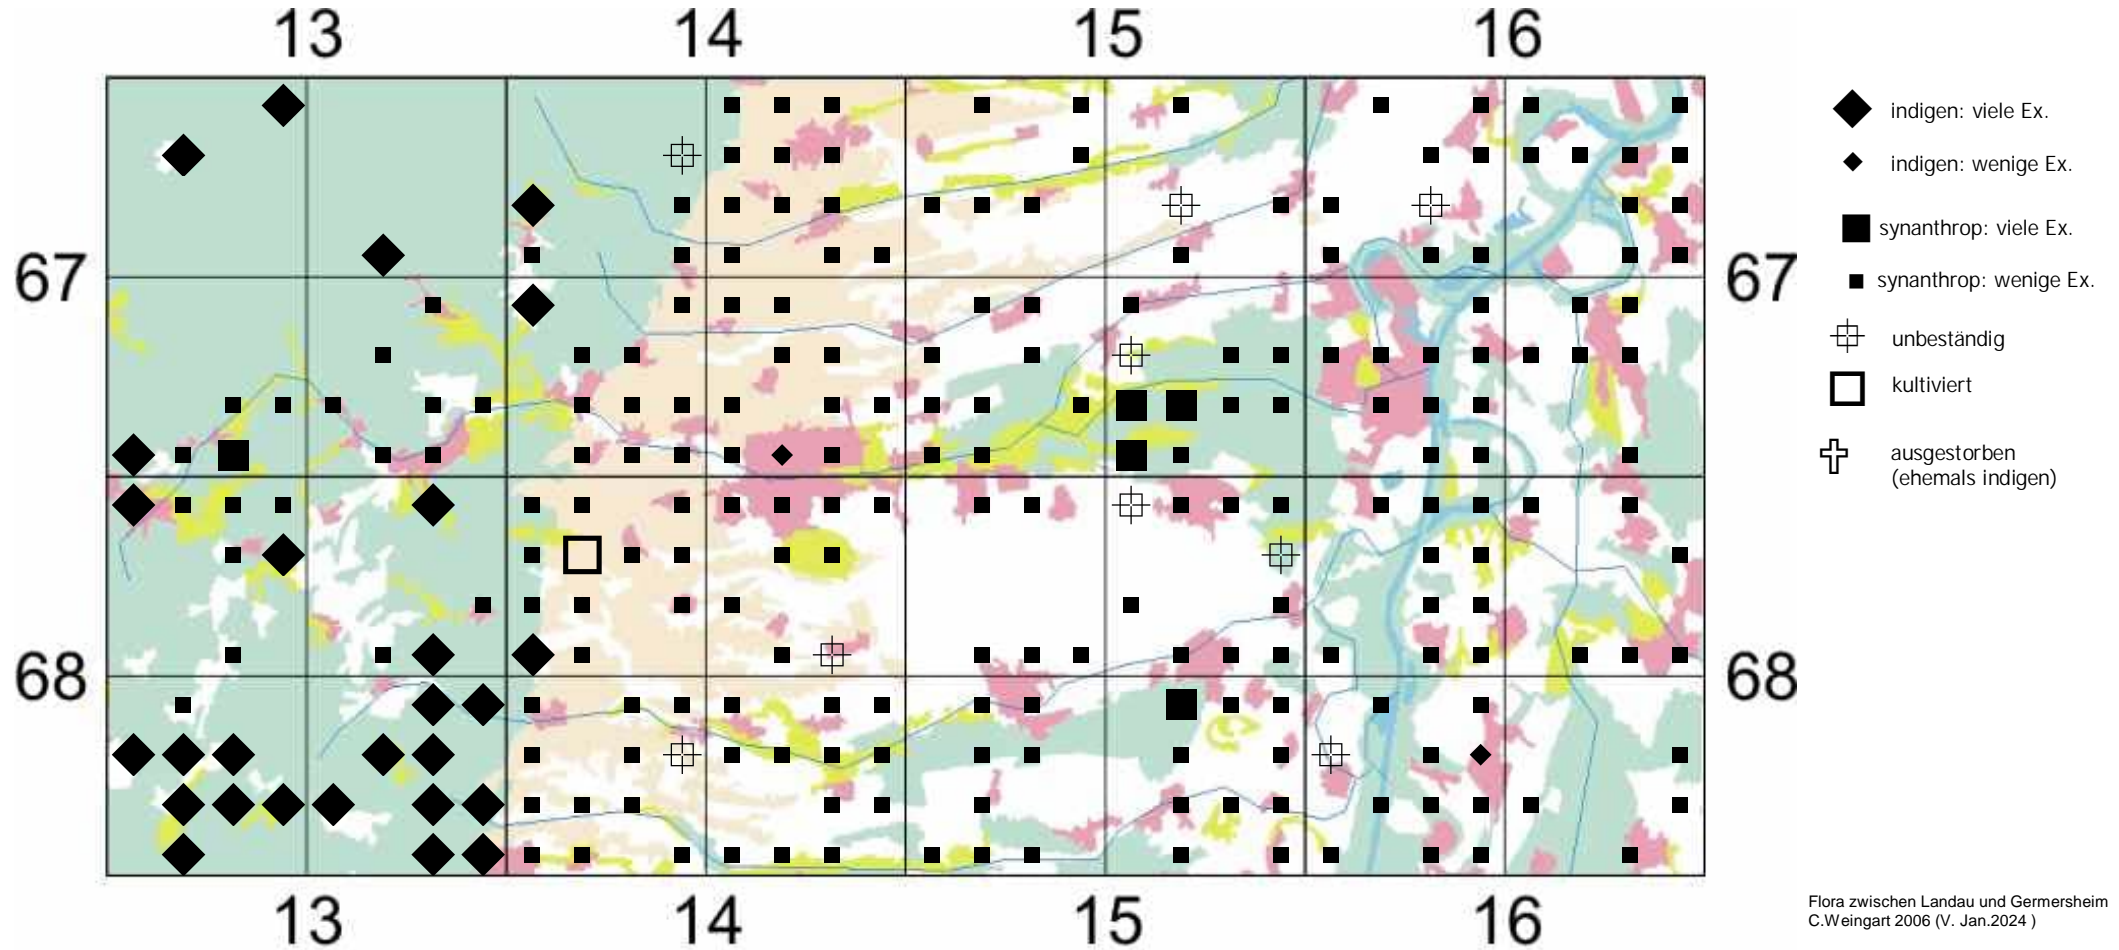 13 14 15 16
indigen: viele Ex.
indigen: wenige Ex.
synanthrop: viele Ex.
67 67
synanthrop: wenige Ex.
unbeständig
kultiviert
ausgestorben
(ehemals indigen)
68 68
13 14 15 16
Flora zwischen Landau und Germersheim
C.Weingart 2006 (V. Jan.2024 )